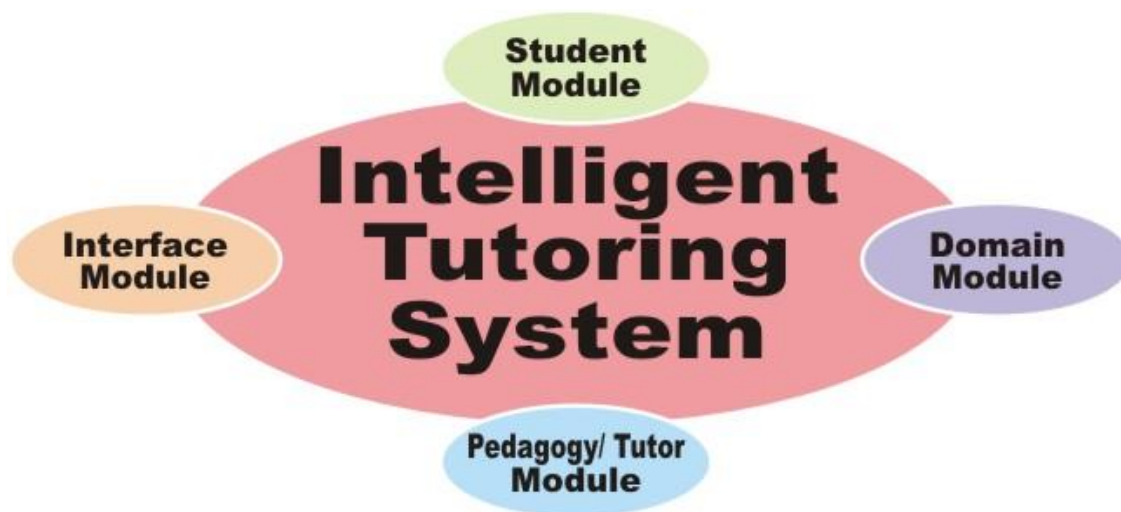 Student
Module
Intelligent
Tutoring
System
Interface
Module
Domain
Module
Pedagogy/ Tutor
Module